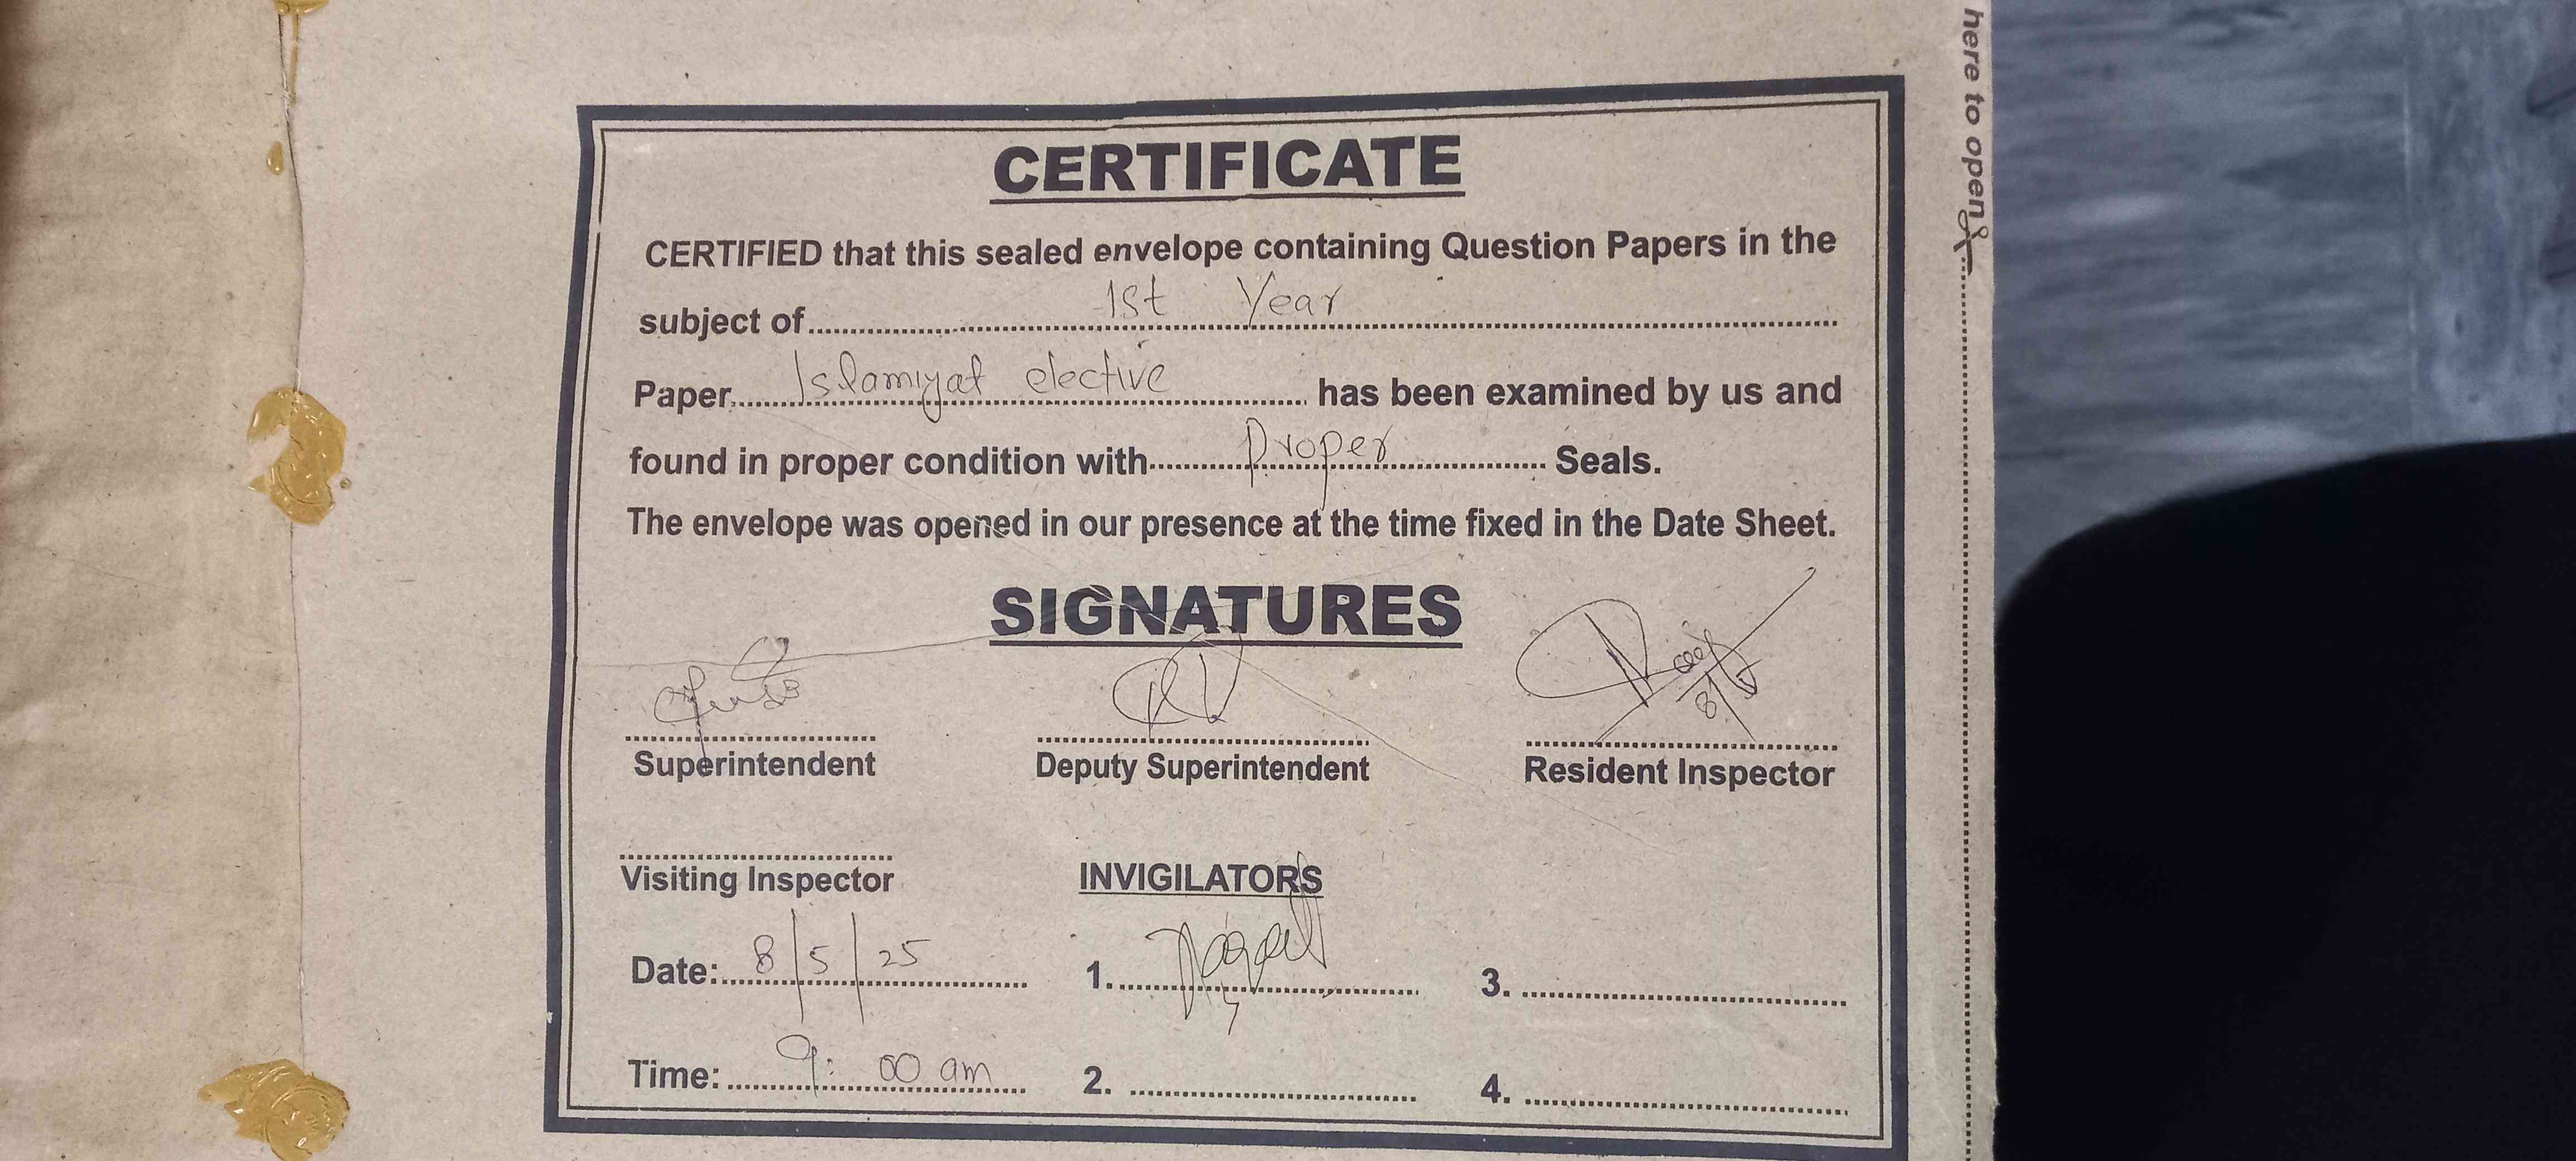 here to open
CERTIFICATE
CERTIFIED that this sealed envelope containing Question Papers in the
subject of 1st Year
Paper Islamiyat elective has been examined by us and
found in proper condition with Proper Seals.
The envelope was opened in our presence at the time fixed in the Date Sheet.
SIGNATURES
8/5
Superintendent Deputy Superintendent Resident Inspector
Visiting Inspector INVIGILATORS
Date: 8/5/25 1. 3.
Time: 9:00 am 2. 4.